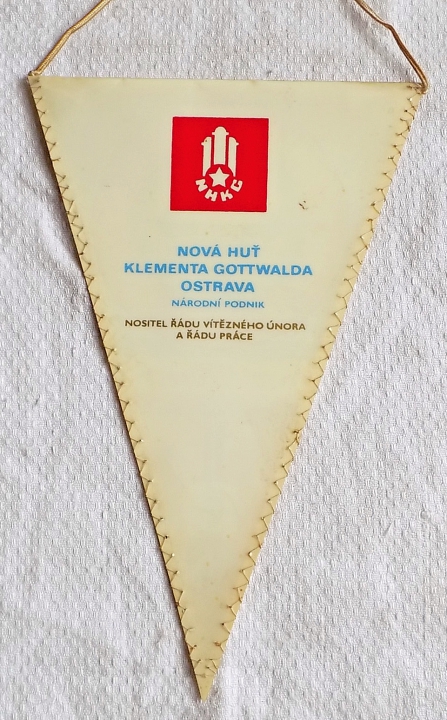 NHKG
NOVÁ HUŤ
KLEMENTA GOTTWALDA
OSTRAVA
NÁRODNÍ PODNIK
NOSITEL ŘÁDU VÍTĚZNÉHO ÚNORA
A ŘÁDU PRÁCE